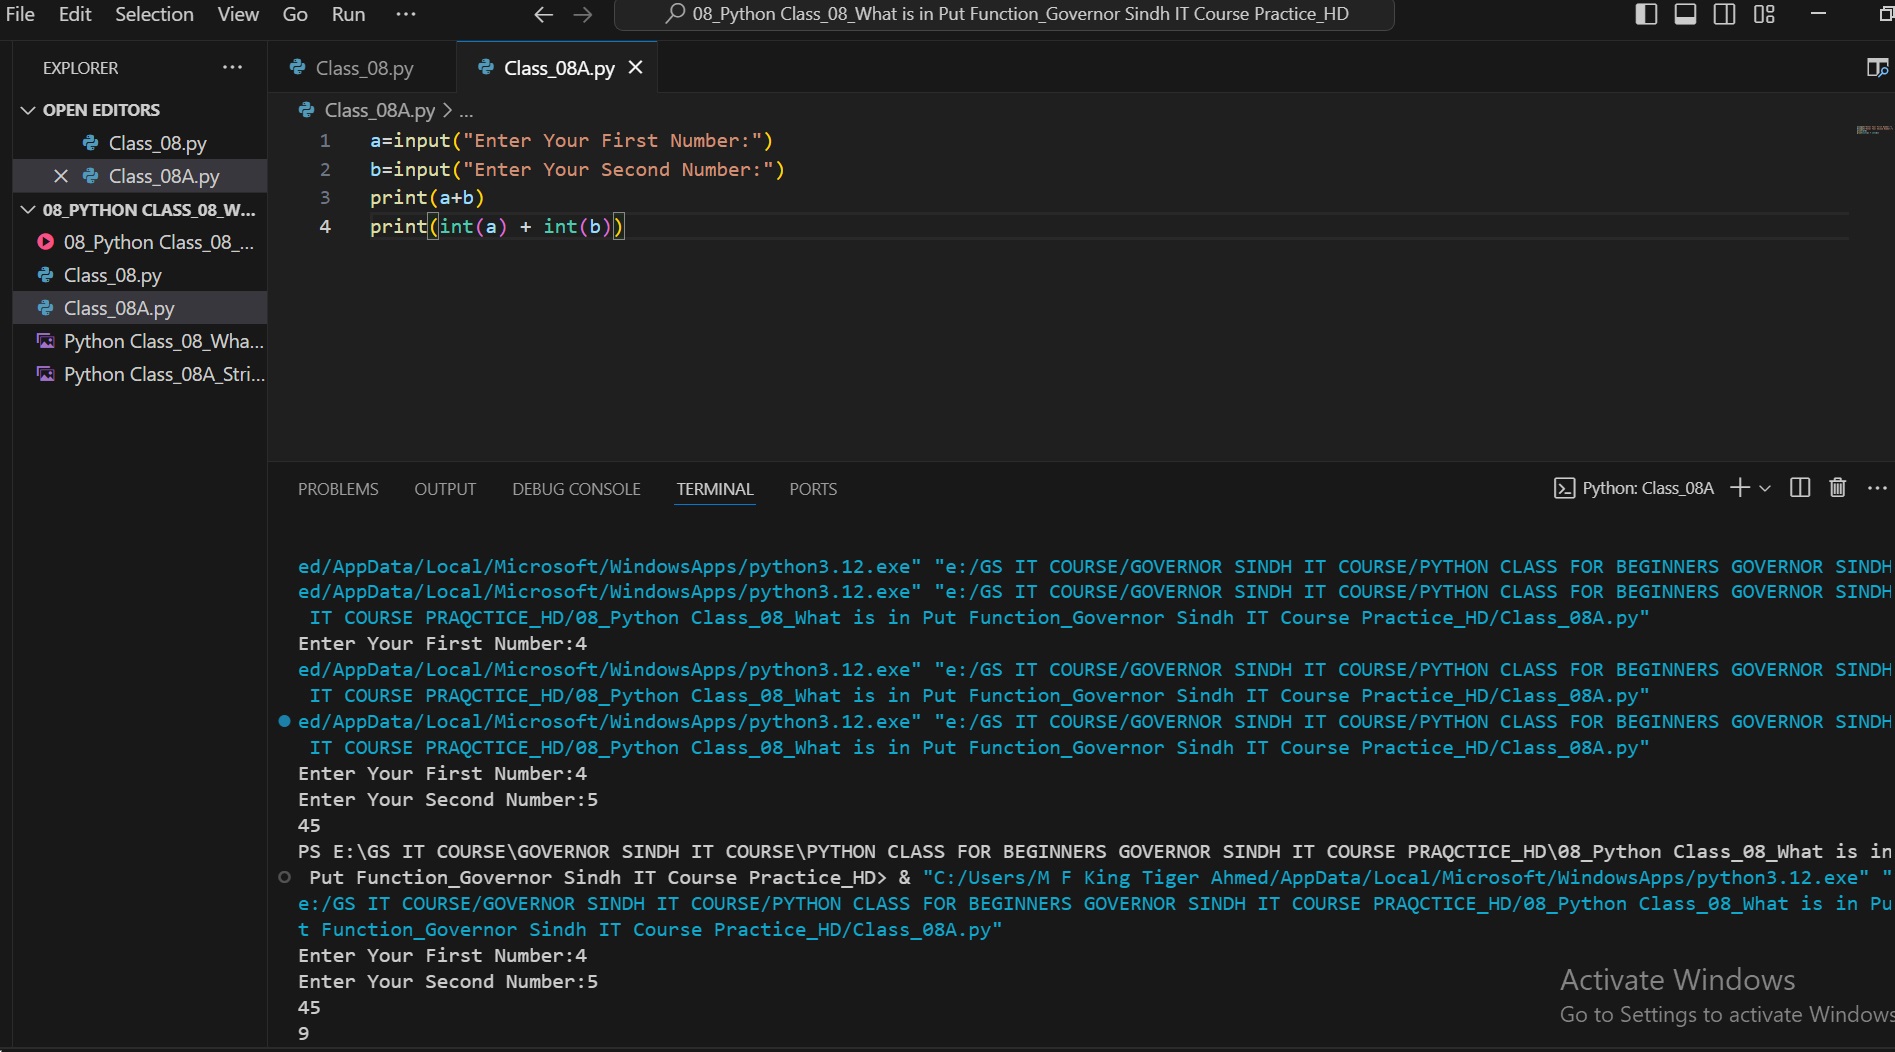 File Edit Selection View Go Run ...
08_Python Class_08_What is in Put Function_Governor Sindh IT Course Practice_HD
EXPLORER ...
OPEN EDITORS
Class_08.py
Class_08A.py
08_PYTHON CLASS_08_W...
08_Python Class_08_...
Class_08.py
Class_08A.py
Python Class_08_Wha...
Python Class_08A_Stri...
Class_08.py
Class_08A.py
Class_08A.py > ...
1 a=input("Enter Your First Number:")
2 b=input("Enter Your Second Number:")
3 print(a+b)
4 print(int(a) + int(b))
PROBLEMS OUTPUT DEBUG CONSOLE TERMINAL PORTS
Python: Class_08A
ed/AppData/Local/Microsoft/WindowsApps/python3.12.exe" "e:/GS IT COURSE/GOVERNOR SINDH IT COURSE/PYTHON CLASS FOR BEGINNERS GOVERNOR SINDH
ed/AppData/Local/Microsoft/WindowsApps/python3.12.exe" "e:/GS IT COURSE/GOVERNOR SINDH IT COURSE/PYTHON CLASS FOR BEGINNERS GOVERNOR SINDH
IT COURSE PRAQCTICE_HD/08_Python Class_08_What is in Put Function_Governor Sindh IT Course Practice_HD/Class_08A.py"
Enter Your First Number:4
ed/AppData/Local/Microsoft/WindowsApps/python3.12.exe" "e:/GS IT COURSE/GOVERNOR SINDH IT COURSE/PYTHON CLASS FOR BEGINNERS GOVERNOR SINDH
IT COURSE PRAQCTICE_HD/08_Python Class_08_What is in Put Function_Governor Sindh IT Course Practice_HD/Class_08A.py"
ed/AppData/Local/Microsoft/WindowsApps/python3.12.exe" "e:/GS IT COURSE/GOVERNOR SINDH IT COURSE/PYTHON CLASS FOR BEGINNERS GOVERNOR SINDH
IT COURSE PRAQCTICE_HD/08_Python Class_08_What is in Put Function_Governor Sindh IT Course Practice_HD/Class_08A.py"
Enter Your First Number:4
Enter Your Second Number:5
45
PS E:\GS IT COURSE\GOVERNOR SINDH IT COURSE\PYTHON CLASS FOR BEGINNERS GOVERNOR SINDH IT COURSE PRAQCTICE_HD\08_Python Class_08_What is in
Put Function_Governor Sindh IT Course Practice_HD> & "C:/Users/M F King Tiger Ahmed/AppData/Local/Microsoft/WindowsApps/python3.12.exe" "
e:/GS IT COURSE/GOVERNOR SINDH IT COURSE/PYTHON CLASS FOR BEGINNERS GOVERNOR SINDH IT COURSE PRAQCTICE_HD/08_Python Class_08_What is in Pu
t Function_Governor Sindh IT Course Practice_HD/Class_08A.py"
Enter Your First Number:4
Enter Your Second Number:5
45
9
Activate Windows
Go to Settings to activate Windows